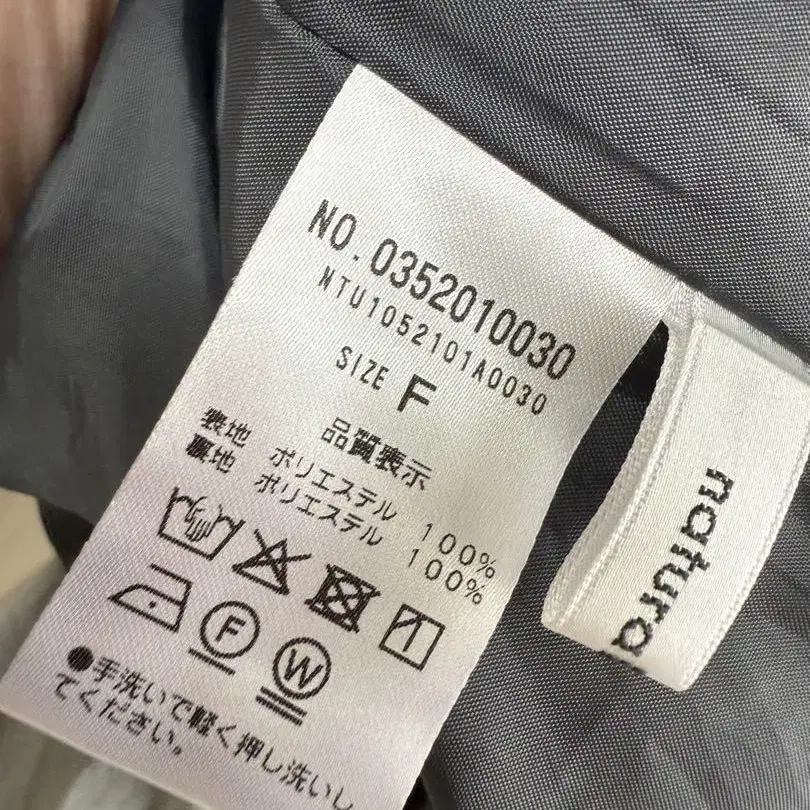 NO.0352010030
NTU1052101A0030
SIZE F
品質表示
表地 ポリエステル 100%
裏地 ポリエステル 100%
F
W
●手洗いで軽く押し洗いし
てください。
natura